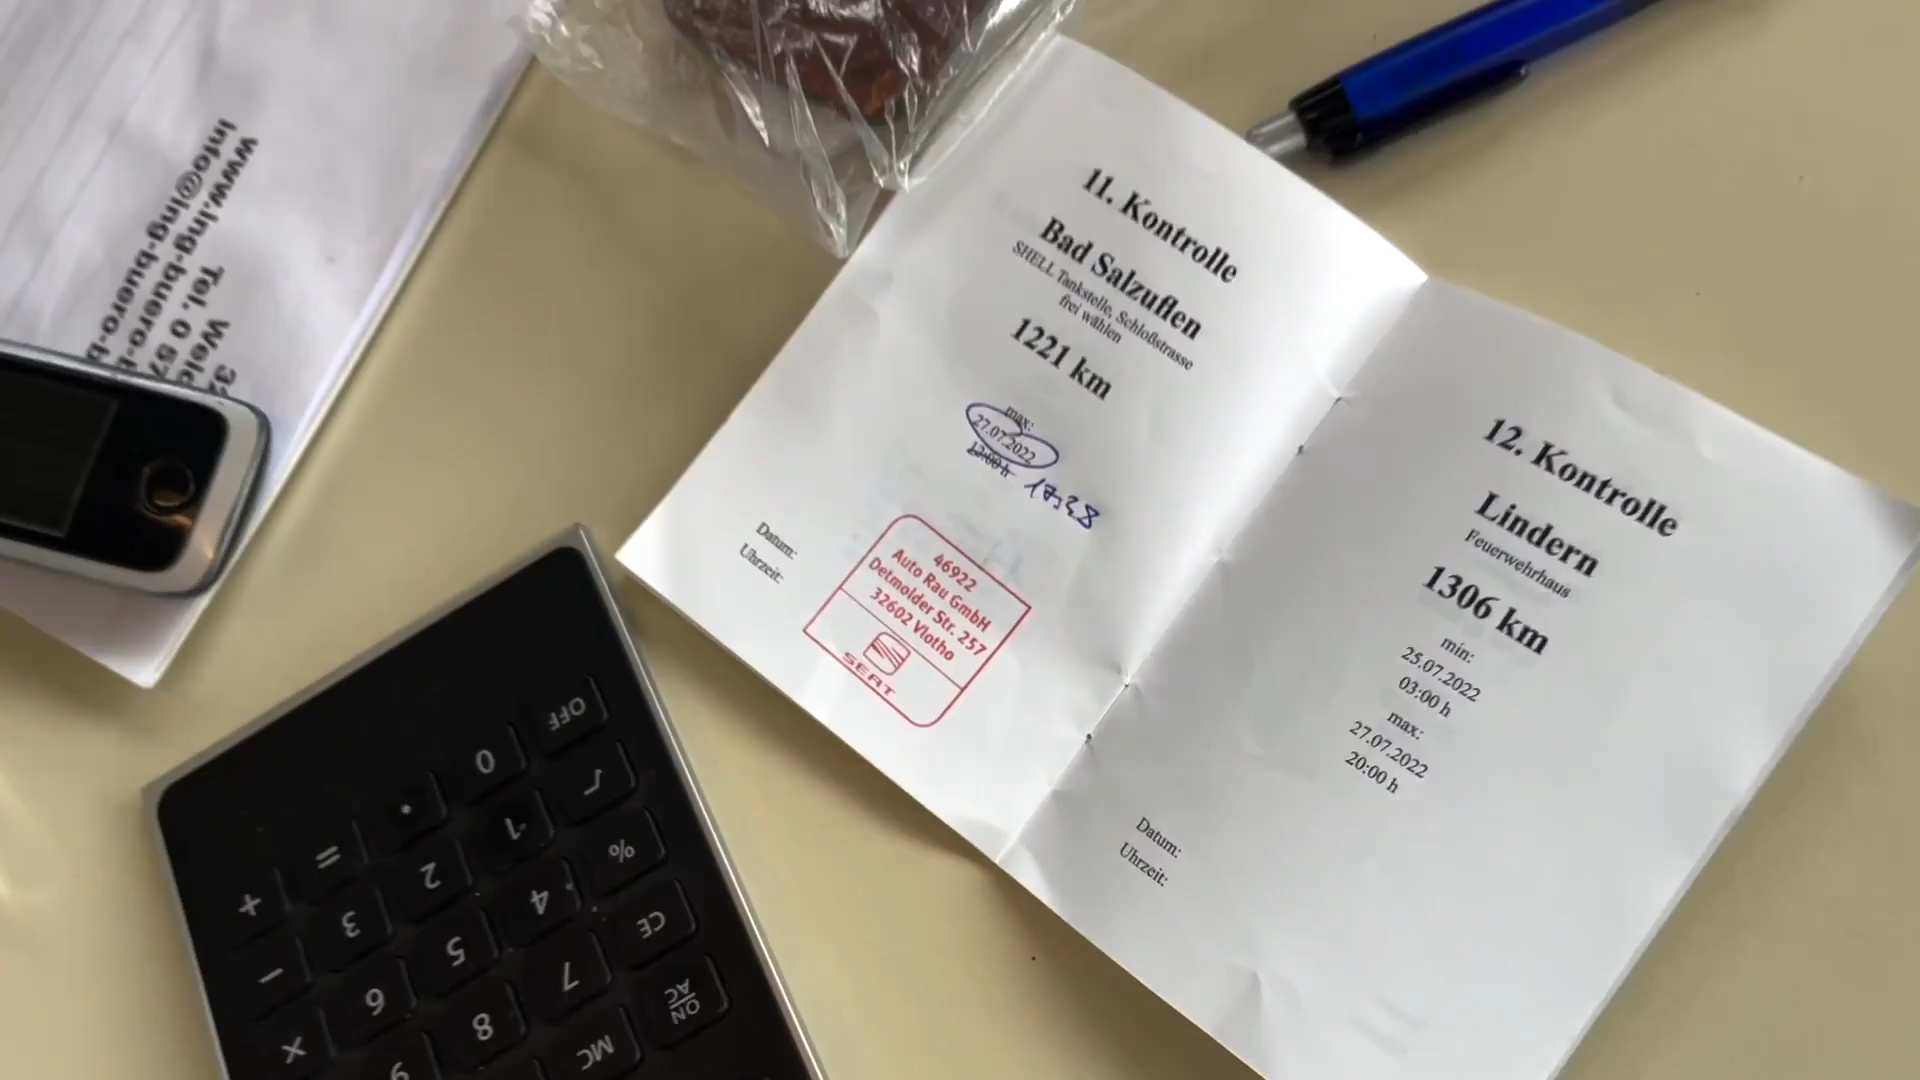 www.ing-buero-
info@ing-buero-b
Tel. 0 57
11. Kontrolle
Bad Salzuflen
SHELL Tankstelle, Schloßstrasse
frei wählen
1221 km
max:
27.07.2022
12:00 h
17:38
Datum:
Uhrzeit:
46922
Auto Rau GmbH
Detmolder Str. 257
32602 Vlotho
SEAT
12. Kontrolle
Lindern
Feuerwehrhaus
1306 km
min:
25.07.2022
03:00 h
max:
27.07.2022
20:00 h
Datum:
Uhrzeit:
OFF
0
.
=
+
√
1
2
3
−
%
4
5
6
×
CE
7
8
9
ON
AC
MC